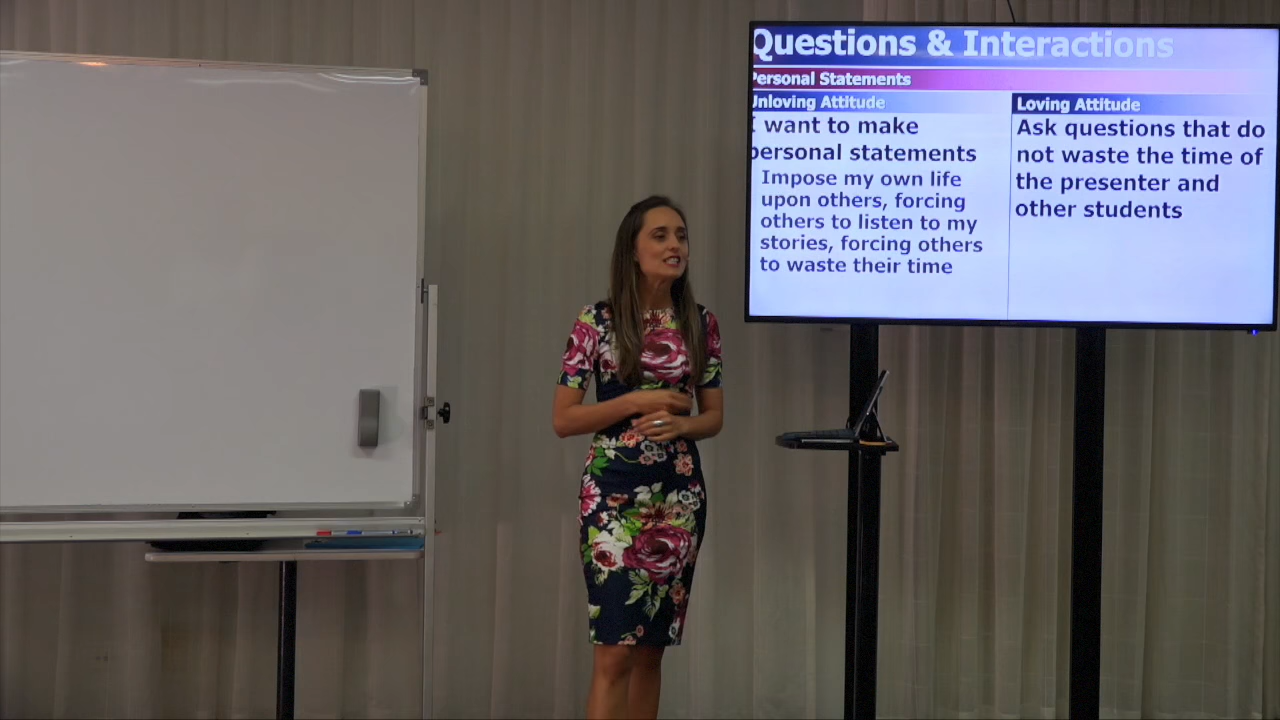 Questions & Interactions
Personal Statements
Unloving Attitude
I want to make
personal statements
Impose my own life
upon others, forcing
others to listen to my
stories, forcing others
to waste their time
Loving Attitude
Ask questions that do
not waste the time of
the presenter and
other students